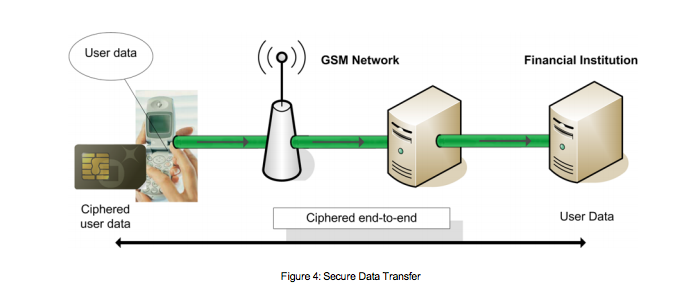 User data
GSM Network
Financial Institution
Ciphered
user data
Ciphered end-to-end
User Data
Figure 4: Secure Data Transfer